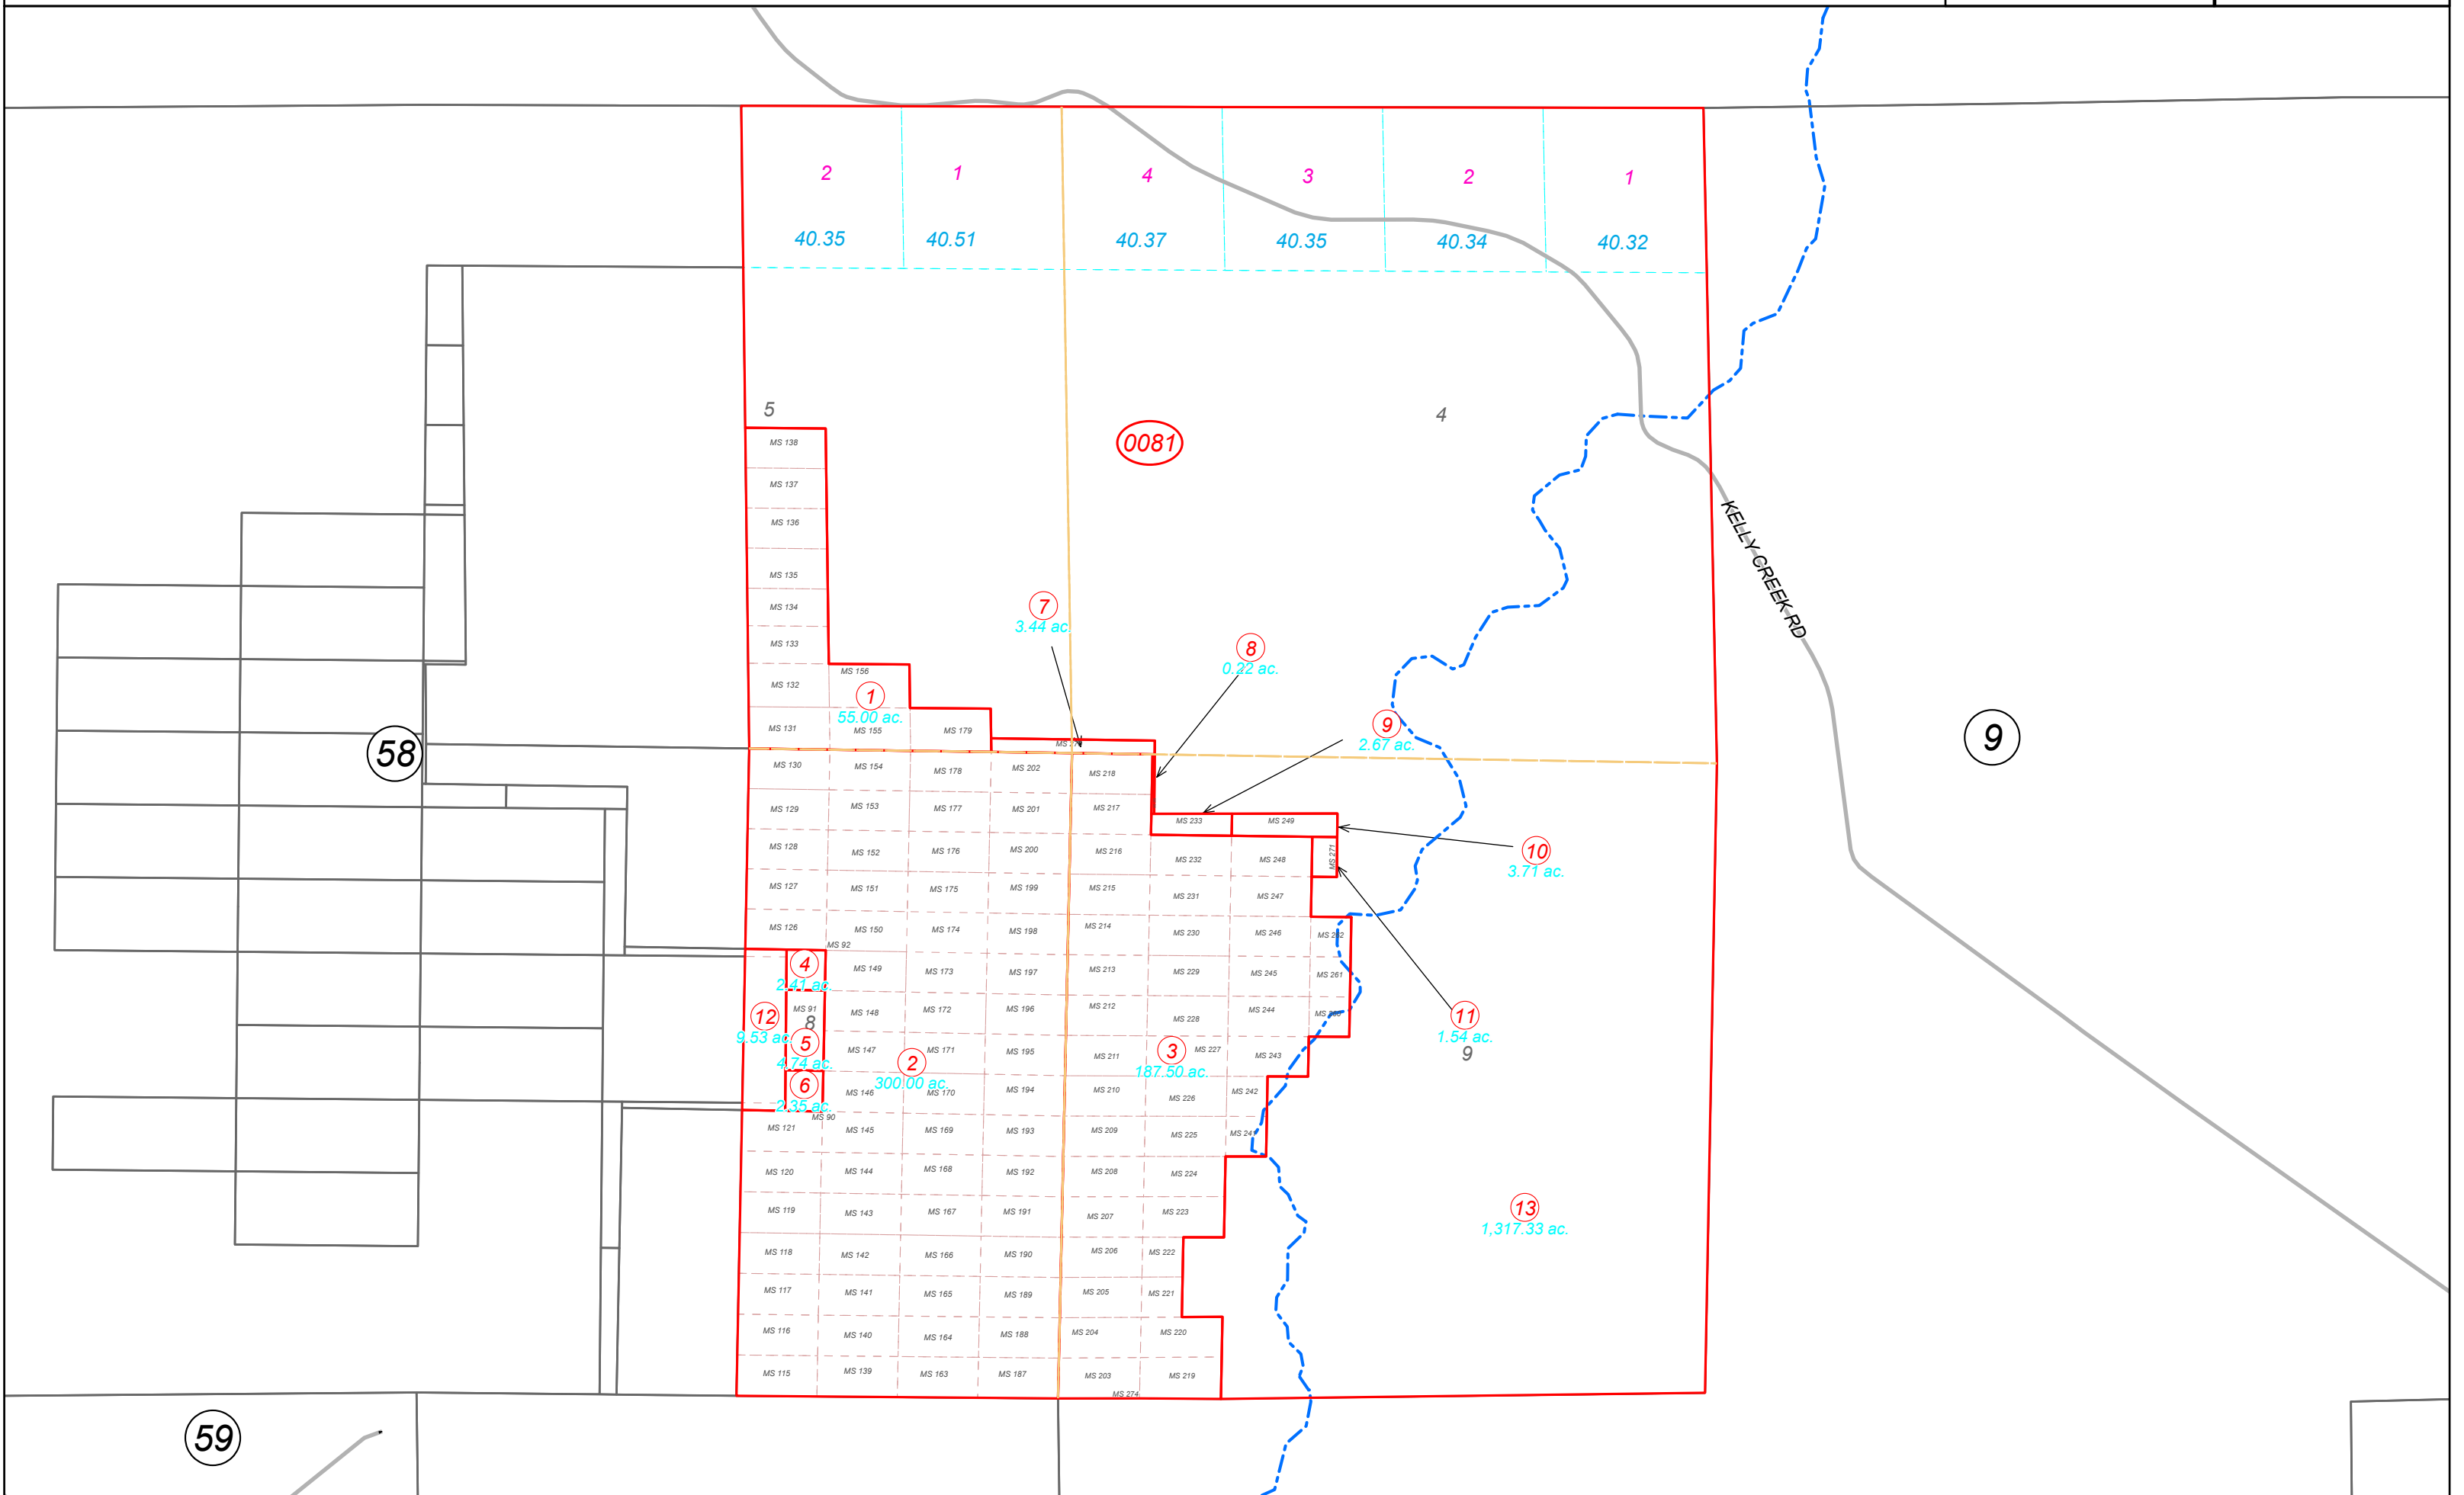 2 1 4 3 2 1
40.35 40.51 40.37 40.35 40.34 40.32
5
4
0081
MS 138
MS 137
MS 136
MS 135
MS 134
MS 133
MS 132
MS 131
MS 156
1
55.00 ac.
MS 155
MS 179
7
3.44 ac.
8
0.22 ac.
9
2.67 ac.
KELLY CREEK RD
58
9
MS 130 MS 154 MS 178 MS 202 MS 218
MS 129 MS 153 MS 177 MS 201 MS 217
MS 233 MS 249
MS 128 MS 152 MS 176 MS 200 MS 216 MS 232 MS 248 MS 271
10
3.71 ac.
MS 127 MS 151 MS 175 MS 199 MS 215 MS 231 MS 247
MS 126 MS 150 MS 174 MS 198 MS 214 MS 230 MS 246
MS 92
4
2.41 ac.
MS 149 MS 173 MS 197 MS 213 MS 229 MS 245 MS 261
12
9.53 ac.
MS 91
8
MS 148 MS 172 MS 196 MS 212 MS 228 MS 244
11
1.54 ac.
9
5
4.74 ac.
MS 147 MS 171 MS 195 MS 211 MS 227 MS 243
2
300.00 ac.
3
187.50 ac.
6
2.35 ac.
MS 146 MS 170 MS 194 MS 210 MS 226 MS 242
MS 90
MS 121 MS 145 MS 169 MS 193 MS 209 MS 225 MS 241
MS 120 MS 144 MS 168 MS 192 MS 208 MS 224
MS 119 MS 143 MS 167 MS 191 MS 207 MS 223
13
1,317.33 ac.
MS 118 MS 142 MS 166 MS 190 MS 206 MS 222
MS 117 MS 141 MS 165 MS 189 MS 205 MS 221
MS 116 MS 140 MS 164 MS 188 MS 204 MS 220
MS 115 MS 139 MS 163 MS 187 MS 203 MS 219
MS 274
59